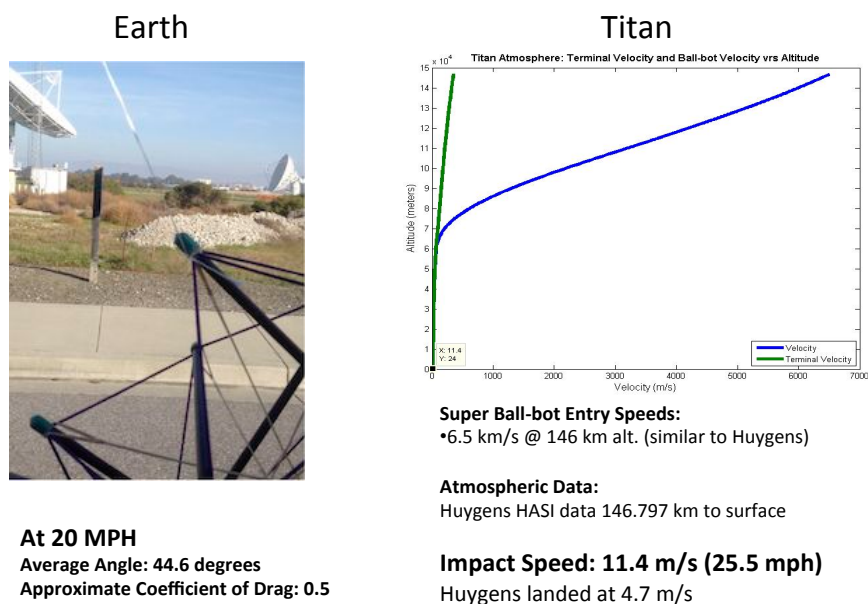 Earth
Titan
Titan Atmosphere: Terminal Velocity and Ball-bot Velocity vrs Altitude
x 10^4
15
14
13
12
11
10
9
8
7
6
5
4
3
2
1
0
Altitude (meters)
X: 11.4
Y: 24
Velocity
Terminal Velocity
0 1000 2000 3000 4000 5000 6000 7000
Velocity (m/s)
Super Ball-bot Entry Speeds:
•6.5 km/s @ 146 km alt. (similar to Huygens)
Atmospheric Data:
Huygens HASI data 146.797 km to surface
At 20 MPH
Average Angle: 44.6 degrees
Approximate Coefficient of Drag: 0.5
Impact Speed: 11.4 m/s (25.5 mph)
Huygens landed at 4.7 m/s